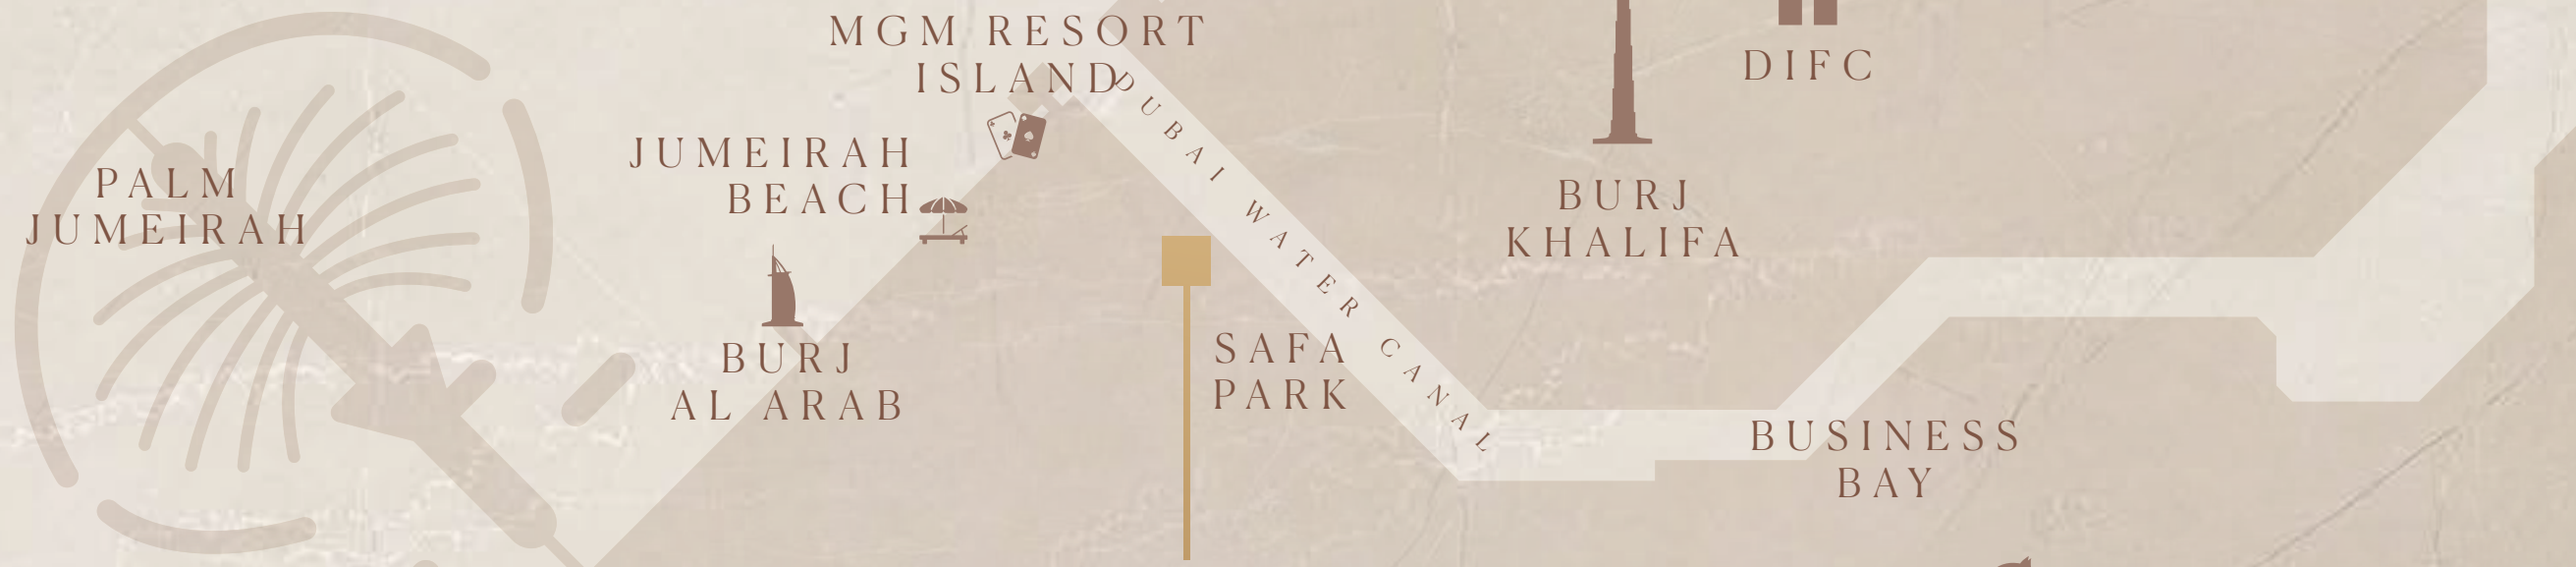 MGM RESORT
ISLAND
DIFC
JUMEIRAH
BEACH
PALM
JUMEIRAH
BURJ
KHALIFA
DUBAI WATER CANAL
BURJ
AL ARAB
SAFA
PARK
BUSINESS
BAY